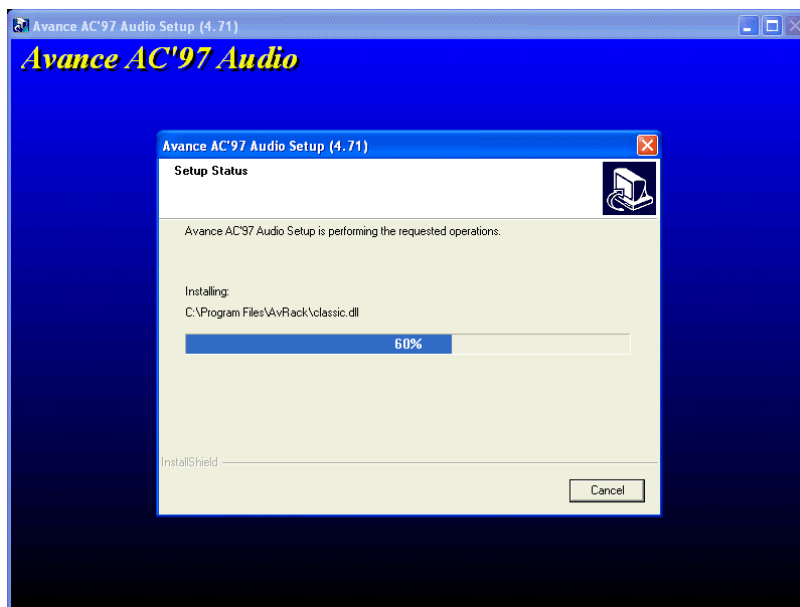 Avance AC'97 Audio Setup (4.71)
Avance AC'97 Audio
Avance AC'97 Audio Setup (4.71)
Setup Status
Avance AC'97 Audio Setup is performing the requested operations.
Installing:
C:\Program Files\AvRack\classic.dll
60%
InstallShield
Cancel